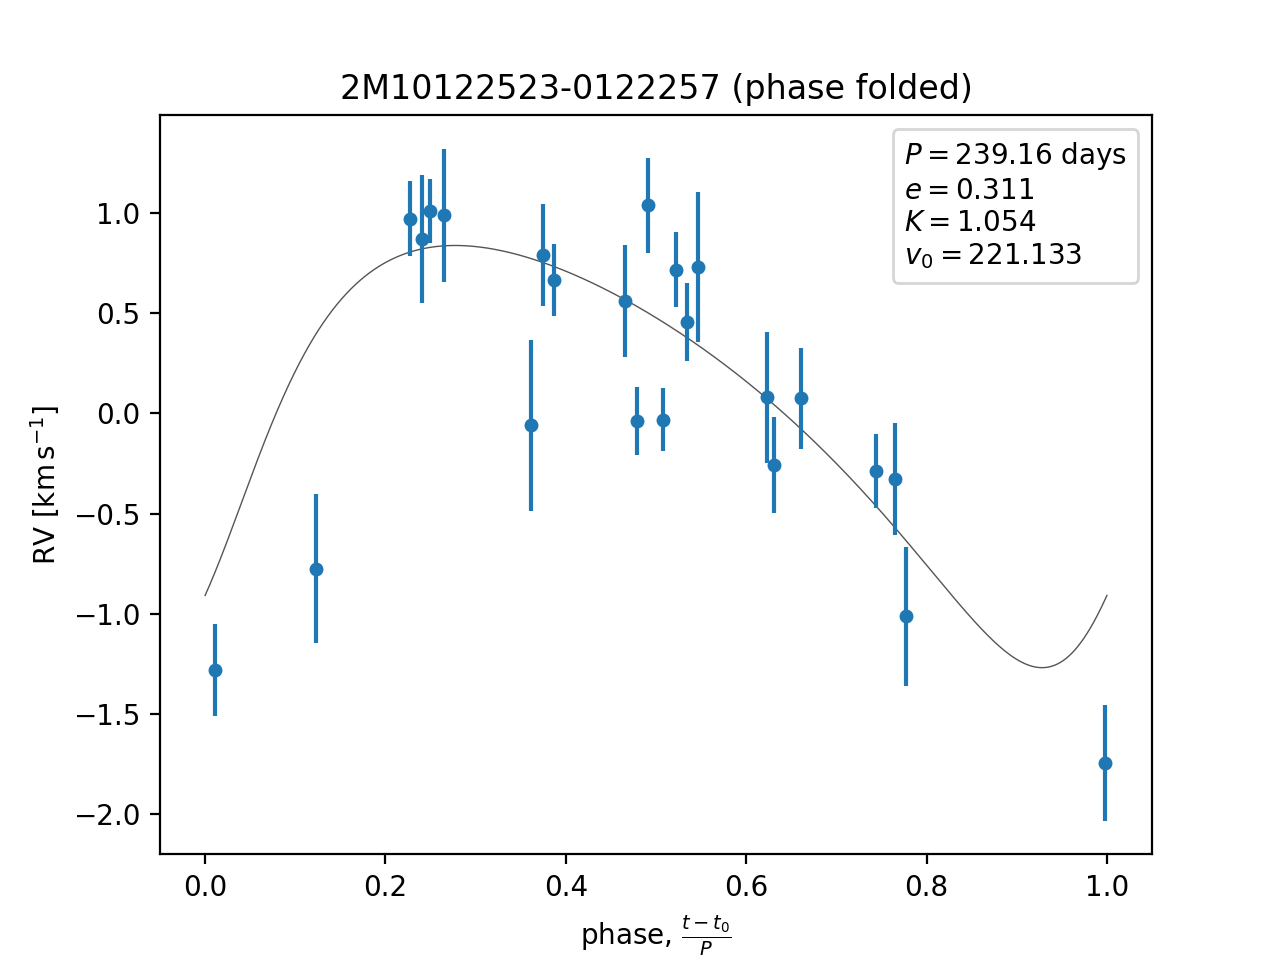 2M10122523-0122257 (phase folded)
P = 239.16 days
e = 0.311
K = 1.054
v₀ = 221.133
1.0
0.5
0.0
−0.5
−1.0
−1.5
−2.0
RV [km s⁻¹]
0.0 0.2 0.4 0.6 0.8 1.0
phase, (t − t₀)/P